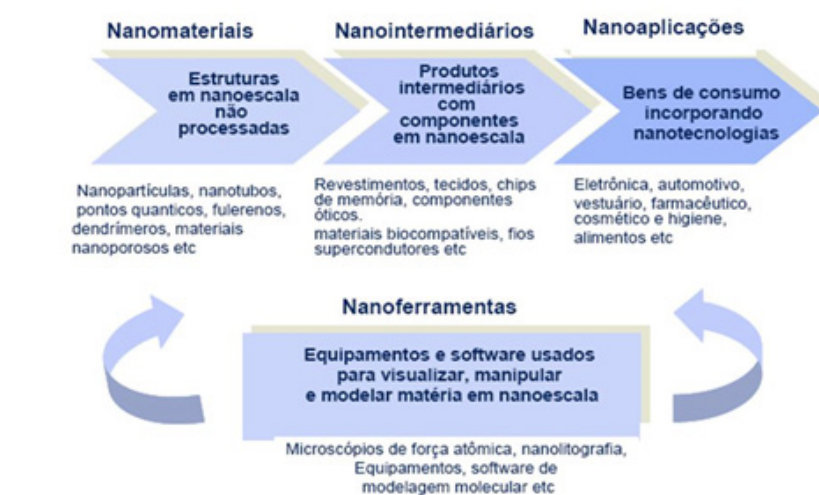 Nanomateriais
Nanointermediários
Nanoaplicações
Estruturas
em nanoescala
não
processadas
Produtos
intermediários
com
componentes
em nanoescala
Bens de consumo
incorporando
nanotecnologias
Nanopartículas, nanotubos,
pontos quanticos, fulerenos,
dendrímeros, materiais
nanoporosos etc
Revestimentos, tecidos, chips
de memória, componentes
óticos.
materiais biocompatíveis, fios
supercondutores etc
Eletrônica, automotivo,
vestuário, farmacêutico,
cosmético e higiene,
alimentos etc
Nanoferramentas
Equipamentos e software usados
para visualizar, manipular
e modelar matéria em nanoescala
Microscópios de força atômica, nanolitografia,
Equipamentos, software de
modelagem molecular etc